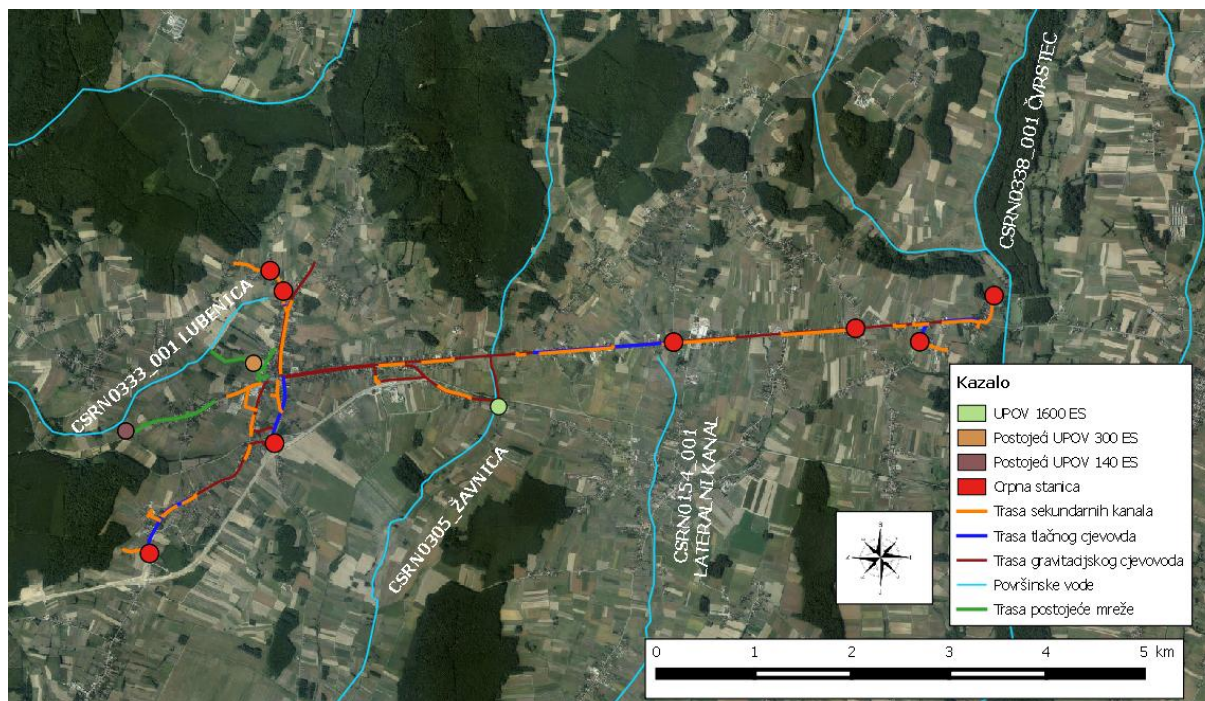 CSRN0338_001 ČVRSTEC
CSRN0333_001 LUBENICA
CSRN0305_ŽAVNICA
CSRN0154_001
LATERALNI KANAL
Kazalo
UPOV 1600 ES
Postojeći UPOV 300 ES
Postojeći UPOV 140 ES
Crpna stanica
Trasa sekundarnih kanala
Trasa tlačnog cjevovda
Trasa gravitacijskog cjevovoda
Površinske vode
Trasa postojeće mreže
0 1 2 3 4 5 km